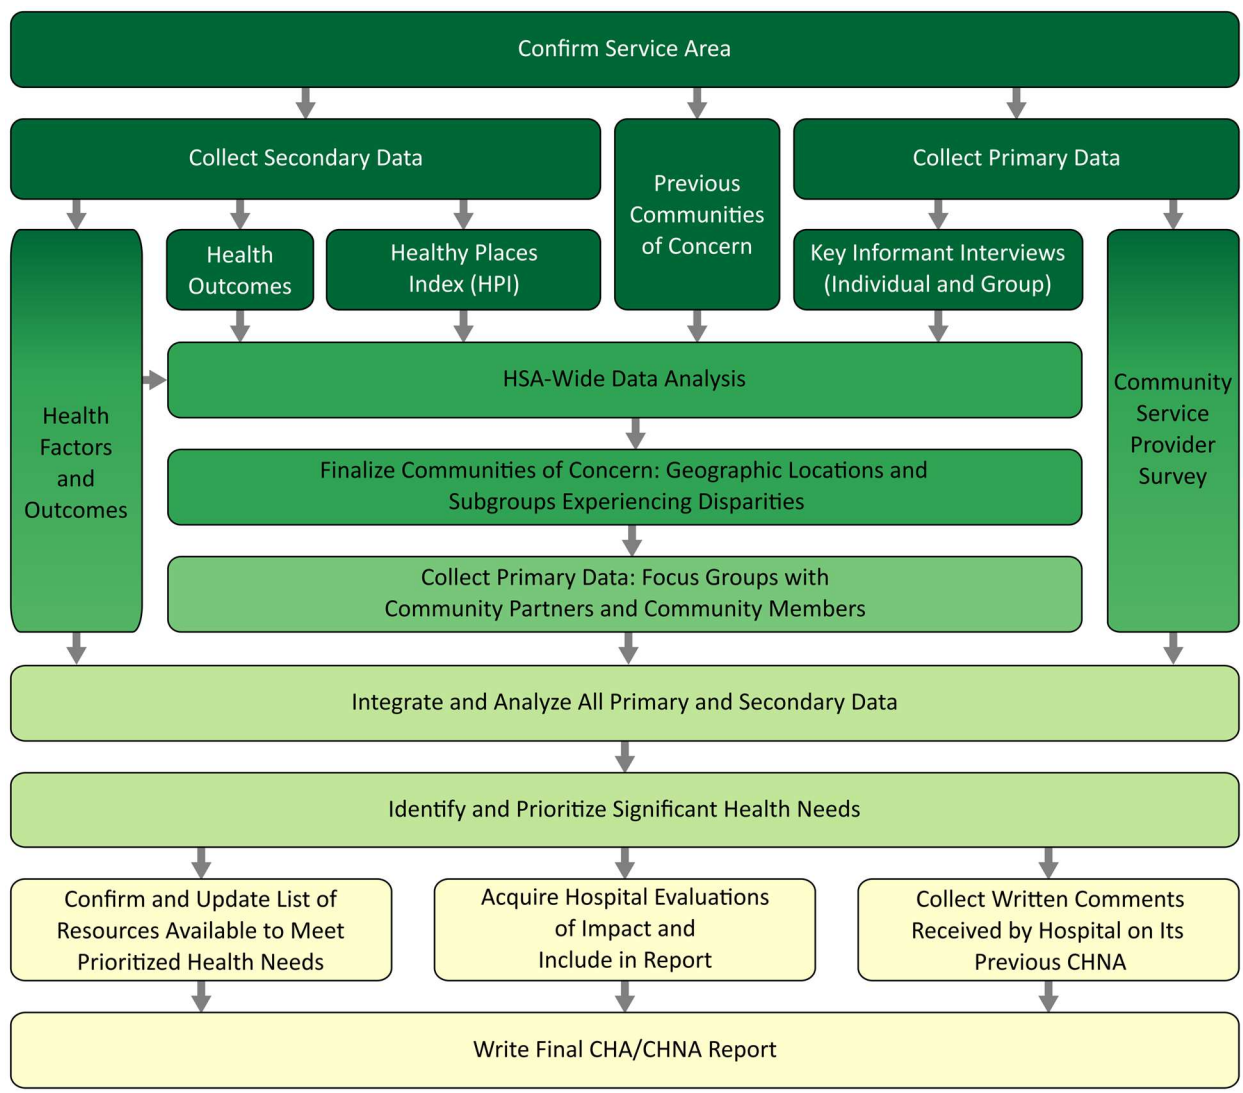 Confirm Service Area
Collect Secondary Data
Previous
Communities
of Concern
Collect Primary Data
Health
Factors
and
Outcomes
Health
Outcomes
Healthy Places
Index (HPI)
Key Informant Interviews
(Individual and Group)
Community
Service
Provider
Survey
HSA-Wide Data Analysis
Finalize Communities of Concern: Geographic Locations and
Subgroups Experiencing Disparities
Collect Primary Data: Focus Groups with
Community Partners and Community Members
Integrate and Analyze All Primary and Secondary Data
Identify and Prioritize Significant Health Needs
Confirm and Update List of
Resources Available to Meet
Prioritized Health Needs
Acquire Hospital Evaluations
of Impact and
Include in Report
Collect Written Comments
Received by Hospital on Its
Previous CHNA
Write Final CHA/CHNA Report